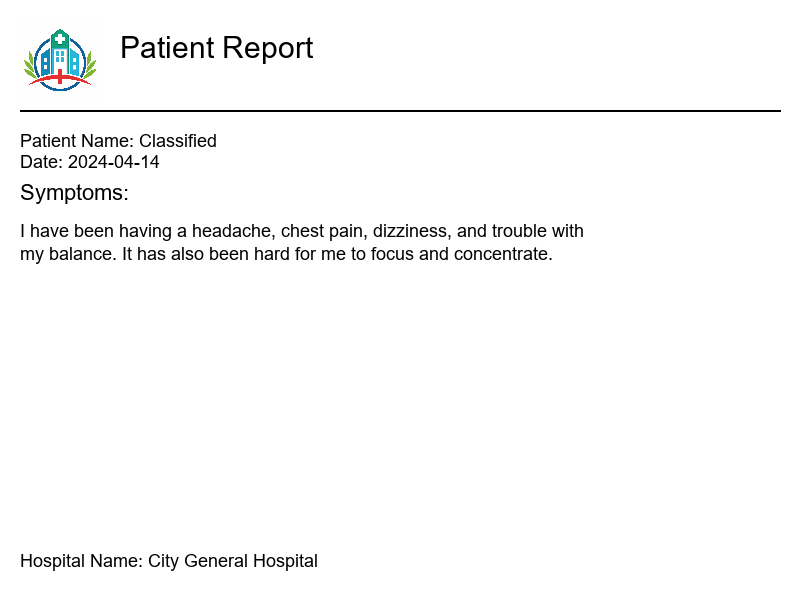 Patient Report
Patient Name: Classified
Date: 2024-04-14
Symptoms:
I have been having a headache, chest pain, dizziness, and trouble with
my balance. It has also been hard for me to focus and concentrate.
Hospital Name: City General Hospital